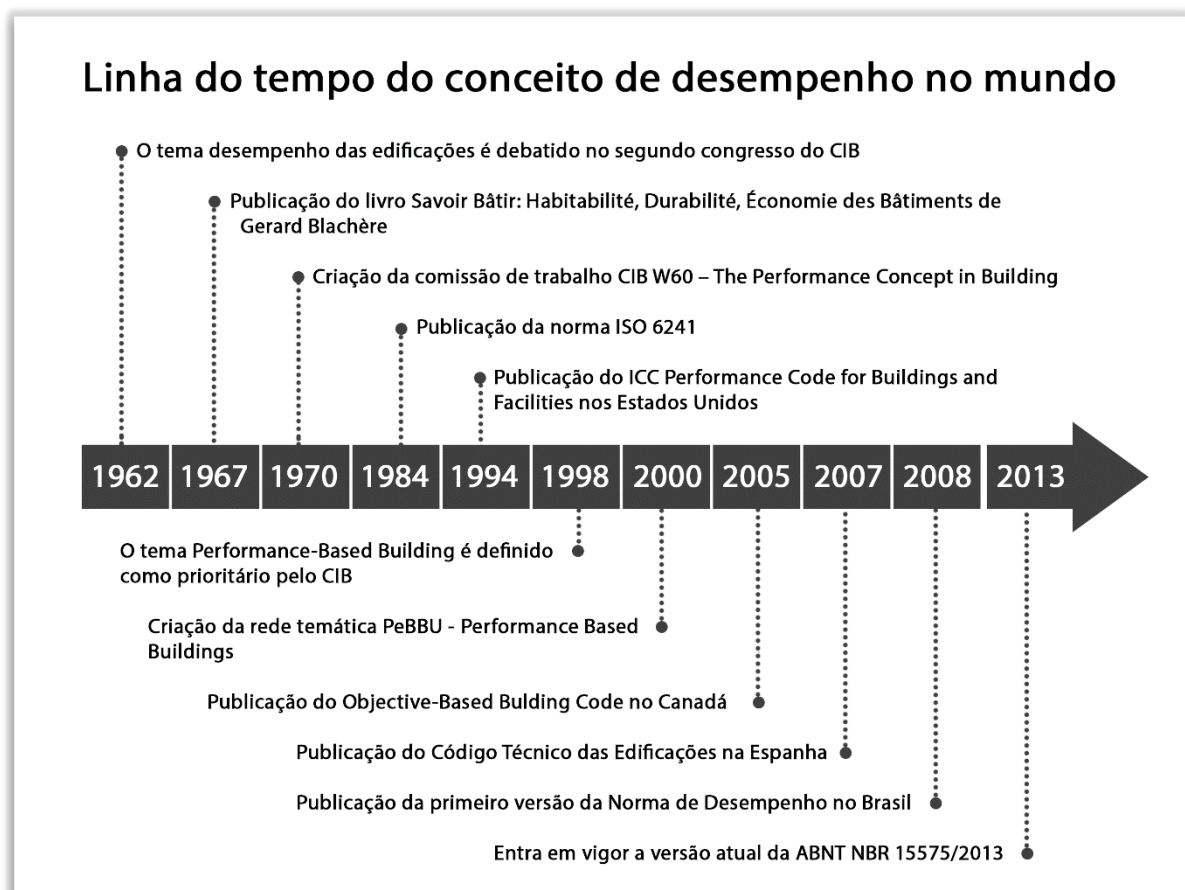 Linha do tempo do conceito de desempenho no mundo
O tema desempenho das edificações é debatido no segundo congresso do CIB
Publicação do livro Savoir Bâtir: Habitabilité, Durabilité, Économie des Bâtiments de
Gerard Blachère
Criação da comissão de trabalho CIB W60 – The Performance Concept in Building
Publicação da norma ISO 6241
Publicação do ICC Performance Code for Buildings and
Facilities nos Estados Unidos
1962 1967 1970 1984 1994 1998 2000 2005 2007 2008 2013
O tema Performance-Based Building é definido
como prioritário pelo CIB
Criação da rede temática PeBBU - Performance Based
Buildings
Publicação do Objective-Based Bulding Code no Canadá
Publicação do Código Técnico das Edificações na Espanha
Publicação da primeiro versão da Norma de Desempenho no Brasil
Entra em vigor a versão atual da ABNT NBR 15575/2013